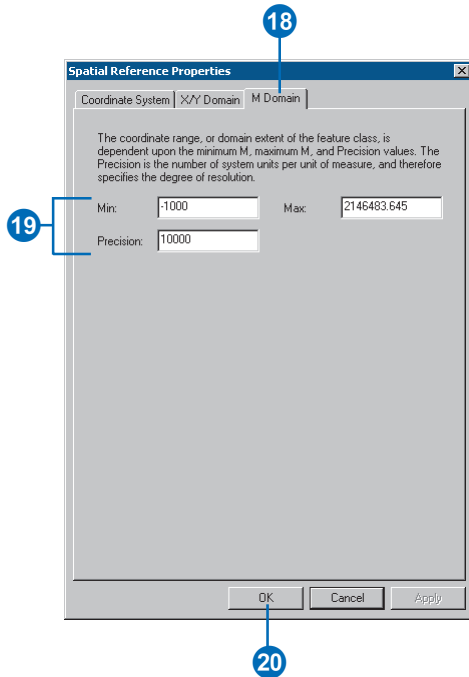 18
Spatial Reference Properties
Coordinate System X/Y Domain M Domain
The coordinate range, or domain extent of the feature class, is
dependent upon the minimum M, maximum M, and Precision values. The
Precision is the number of system units per unit of measure, and therefore
specifies the degree of resolution.
19
Min: -1000 Max: 2146483.645
Precision: 10000
OK Cancel Apply
20